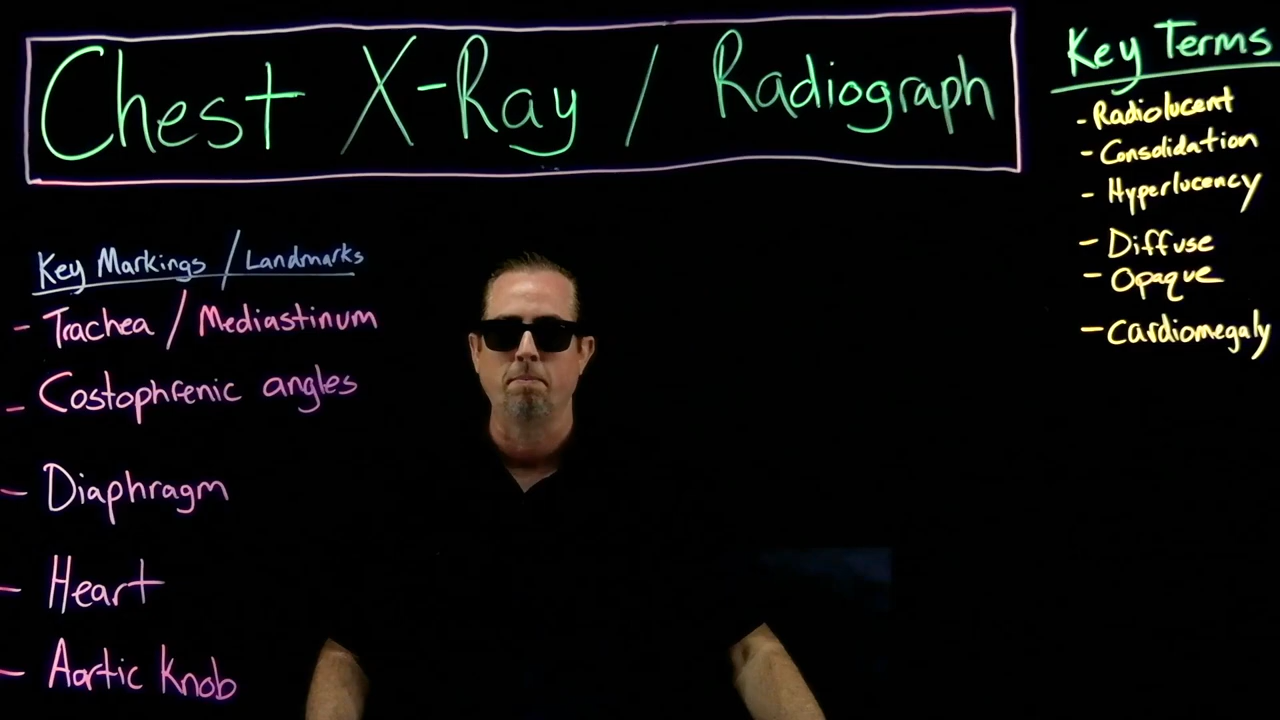 Chest X-Ray / Radiograph
Key Terms
- Radiolucent
- Consolidation
- Hyperlucency
- Diffuse
- Opaque
- Cardiomegaly
Key Markings / Landmarks
- Trachea / Mediastinum
- Costophrenic angles
- Diaphragm
- Heart
- Aortic Knob